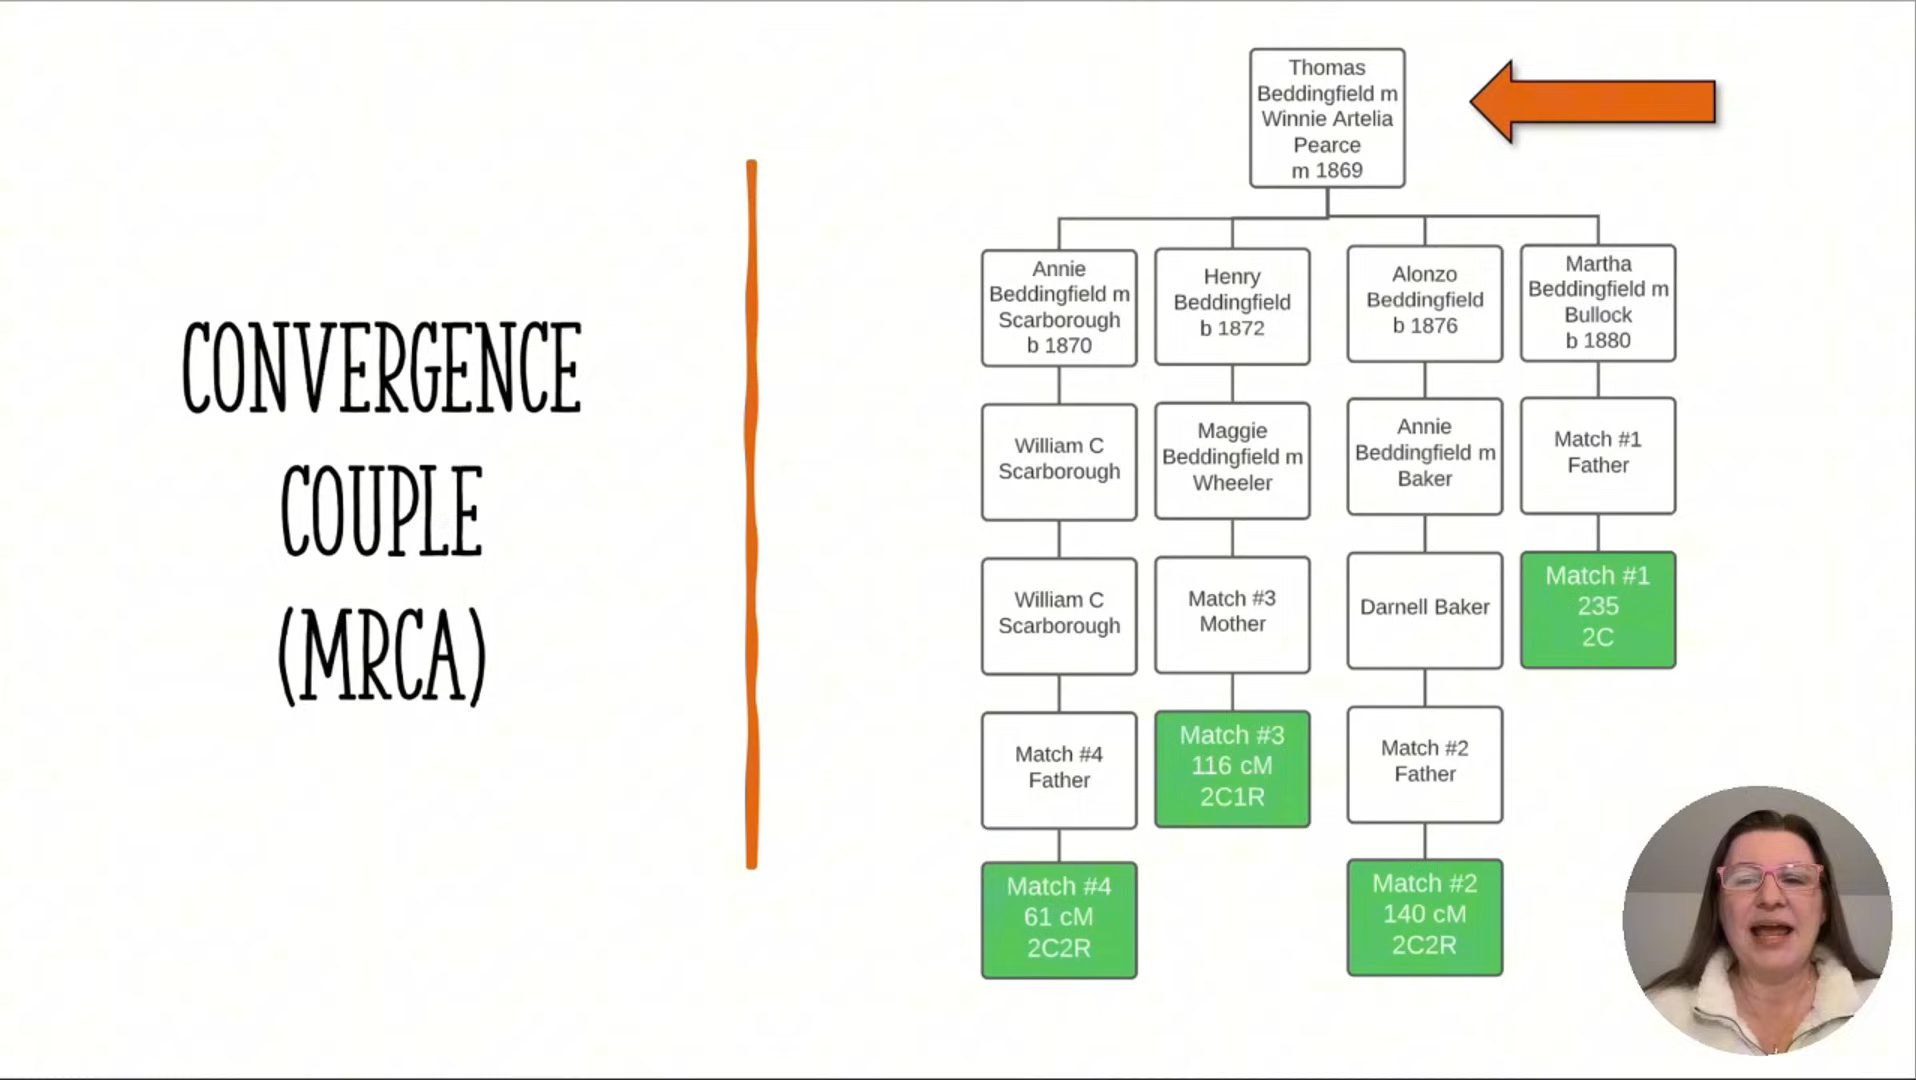 CONVERGENCE
COUPLE
(MRCA)
Thomas
Beddingfield m
Winnie Artelia
Pearce
m 1869
Annie
Beddingfield m
Scarborough
b 1870
Henry
Beddingfield
b 1872
Alonzo
Beddingfield
b 1876
Martha
Beddingfield m
Bullock
b 1880
William C
Scarborough
Maggie
Beddingfield m
Wheeler
Annie
Beddingfield m
Baker
Match #1
Father
William C
Scarborough
Match #3
Mother
Darnell Baker
Match #1
235
2C
Match #4
Father
Match #3
116 cM
2C1R
Match #2
Father
Match #4
61 cM
2C2R
Match #2
140 cM
2C2R